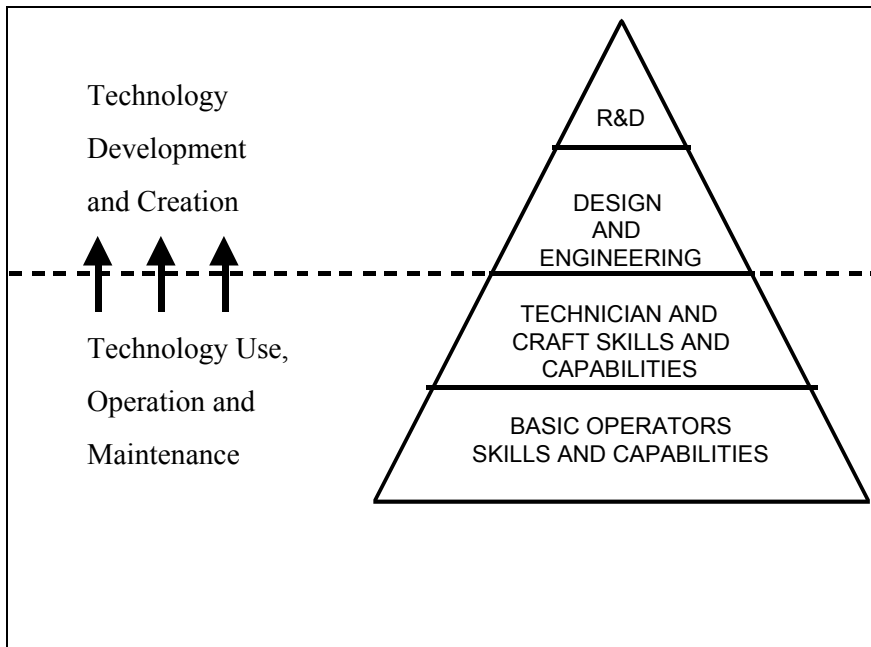 Technology
Development
and Creation
Technology Use,
Operation and
Maintenance
R&D
DESIGN
AND
ENGINEERING
TECHNICIAN AND
CRAFT SKILLS AND
CAPABILITIES
BASIC OPERATORS
SKILLS AND CAPABILITIES